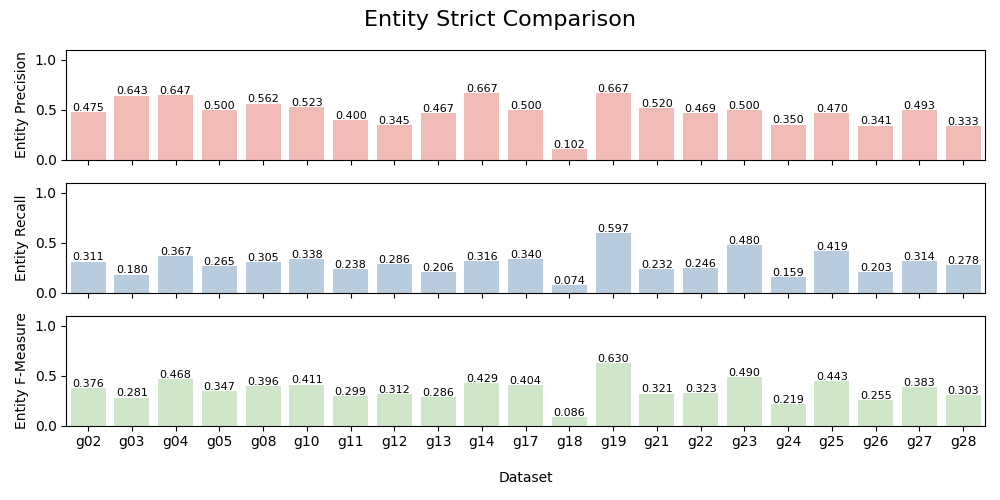 Entity Strict Comparison
Entity Precision
1.0
0.5
0.0
0.475 0.643 0.647 0.500 0.562 0.523 0.400 0.345 0.467 0.667 0.500 0.102 0.667 0.520 0.469 0.500 0.350 0.470 0.341 0.493 0.333
Entity Recall
1.0
0.5
0.0
0.311 0.180 0.367 0.265 0.305 0.338 0.238 0.286 0.206 0.316 0.340 0.074 0.597 0.232 0.246 0.480 0.159 0.419 0.203 0.314 0.278
Entity F-Measure
1.0
0.5
0.0
0.376 0.281 0.468 0.347 0.396 0.411 0.299 0.312 0.286 0.429 0.404 0.086 0.630 0.321 0.323 0.490 0.219 0.443 0.255 0.383 0.303
g02 g03 g04 g05 g08 g10 g11 g12 g13 g14 g17 g18 g19 g21 g22 g23 g24 g25 g26 g27 g28
Dataset